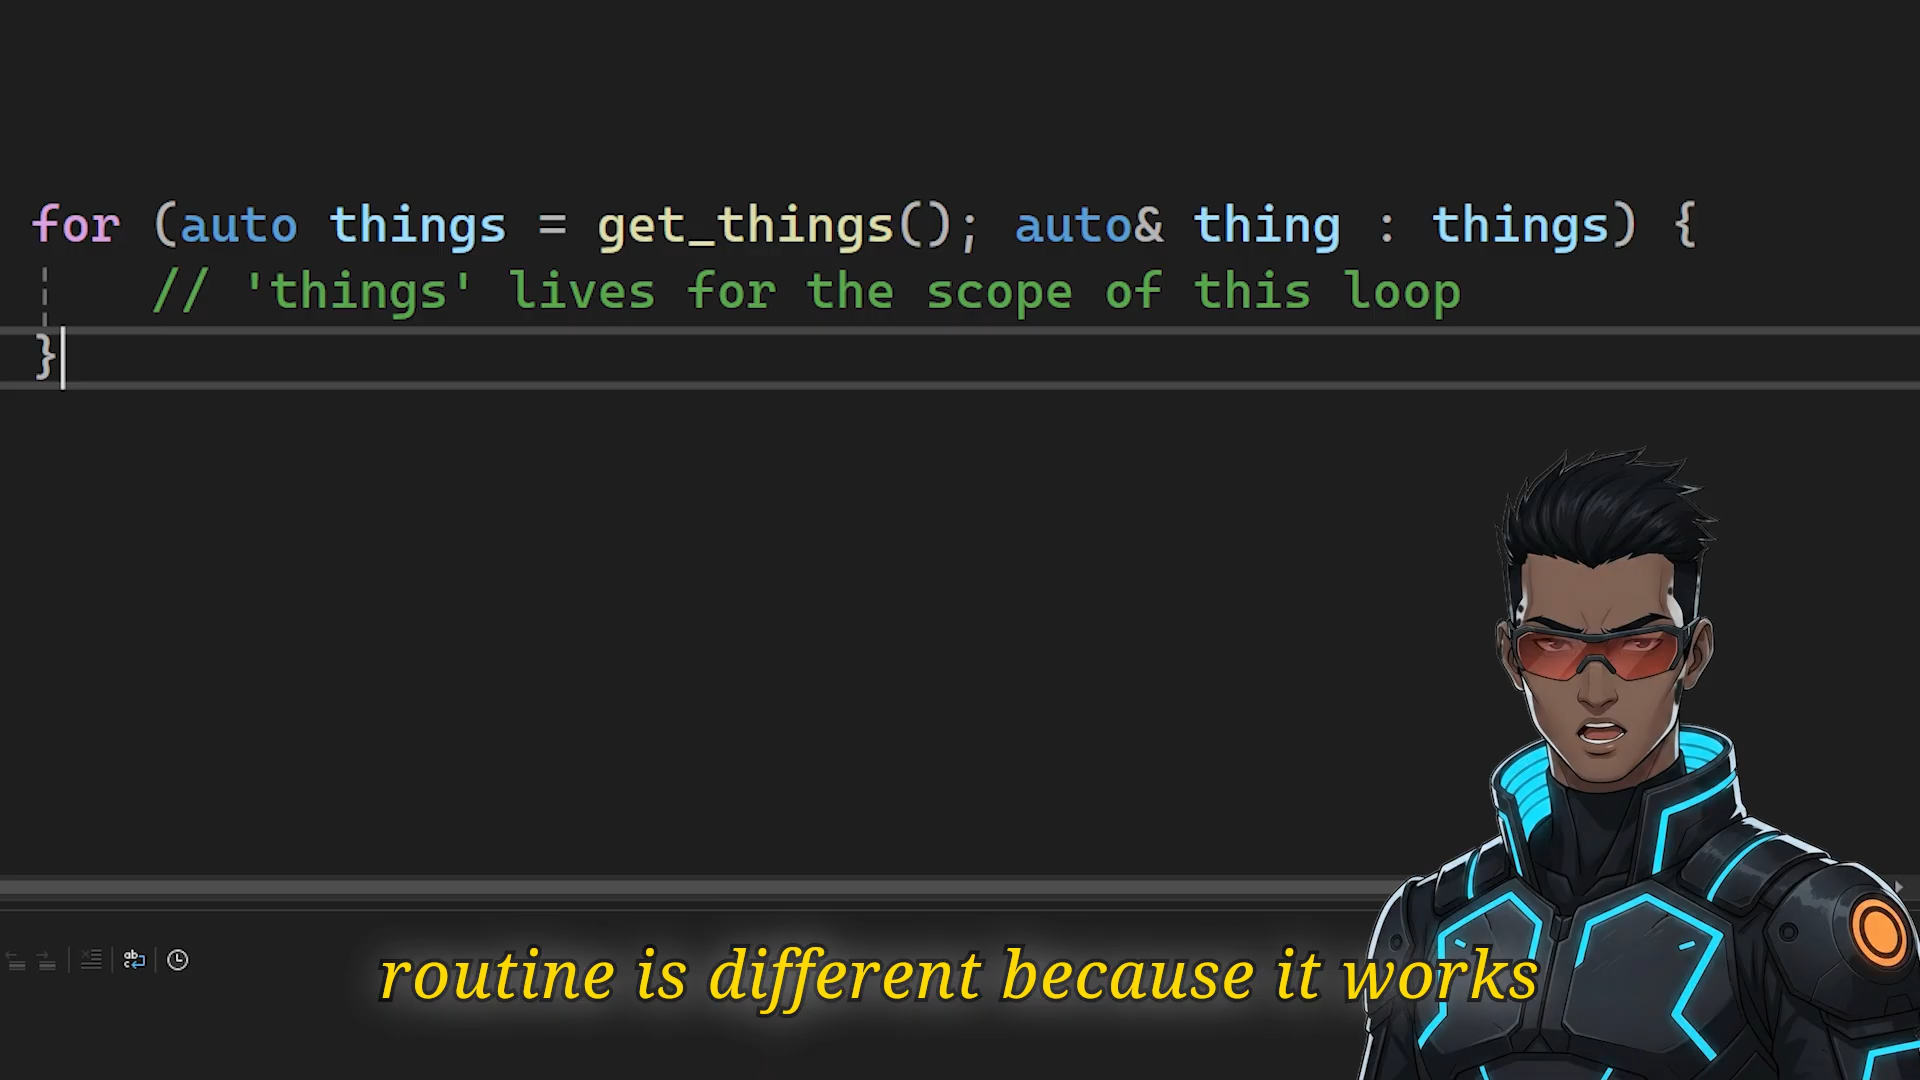 for (auto things = get_things(); auto& thing : things) {
// 'things' lives for the scope of this loop
}
routine is different because it works